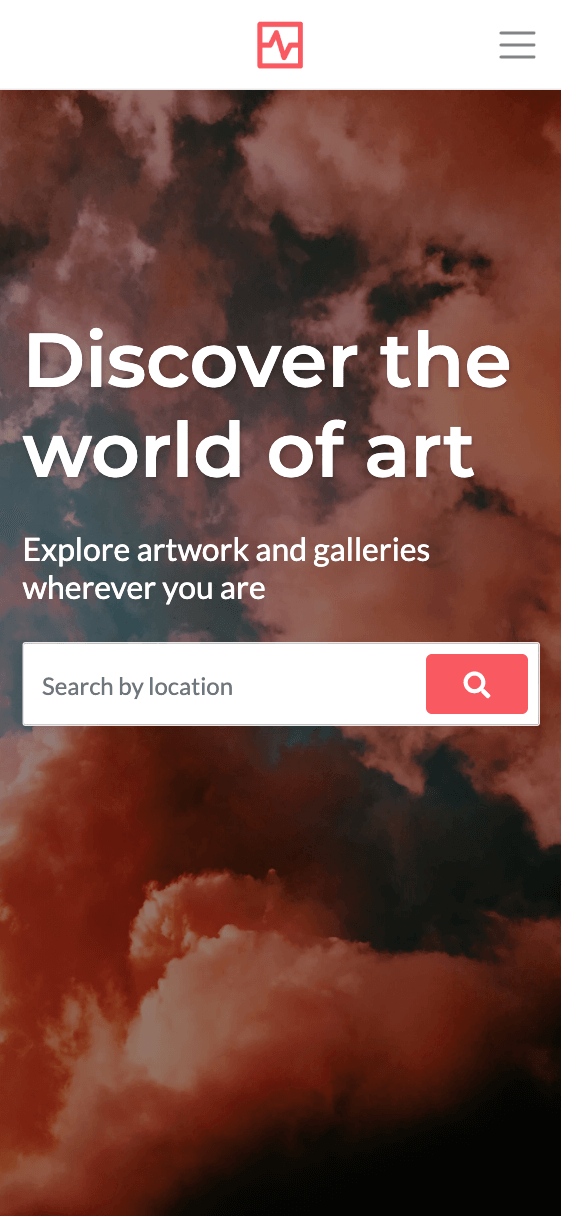 Discover the
world of art
Explore artwork and galleries
wherever you are
Search by location